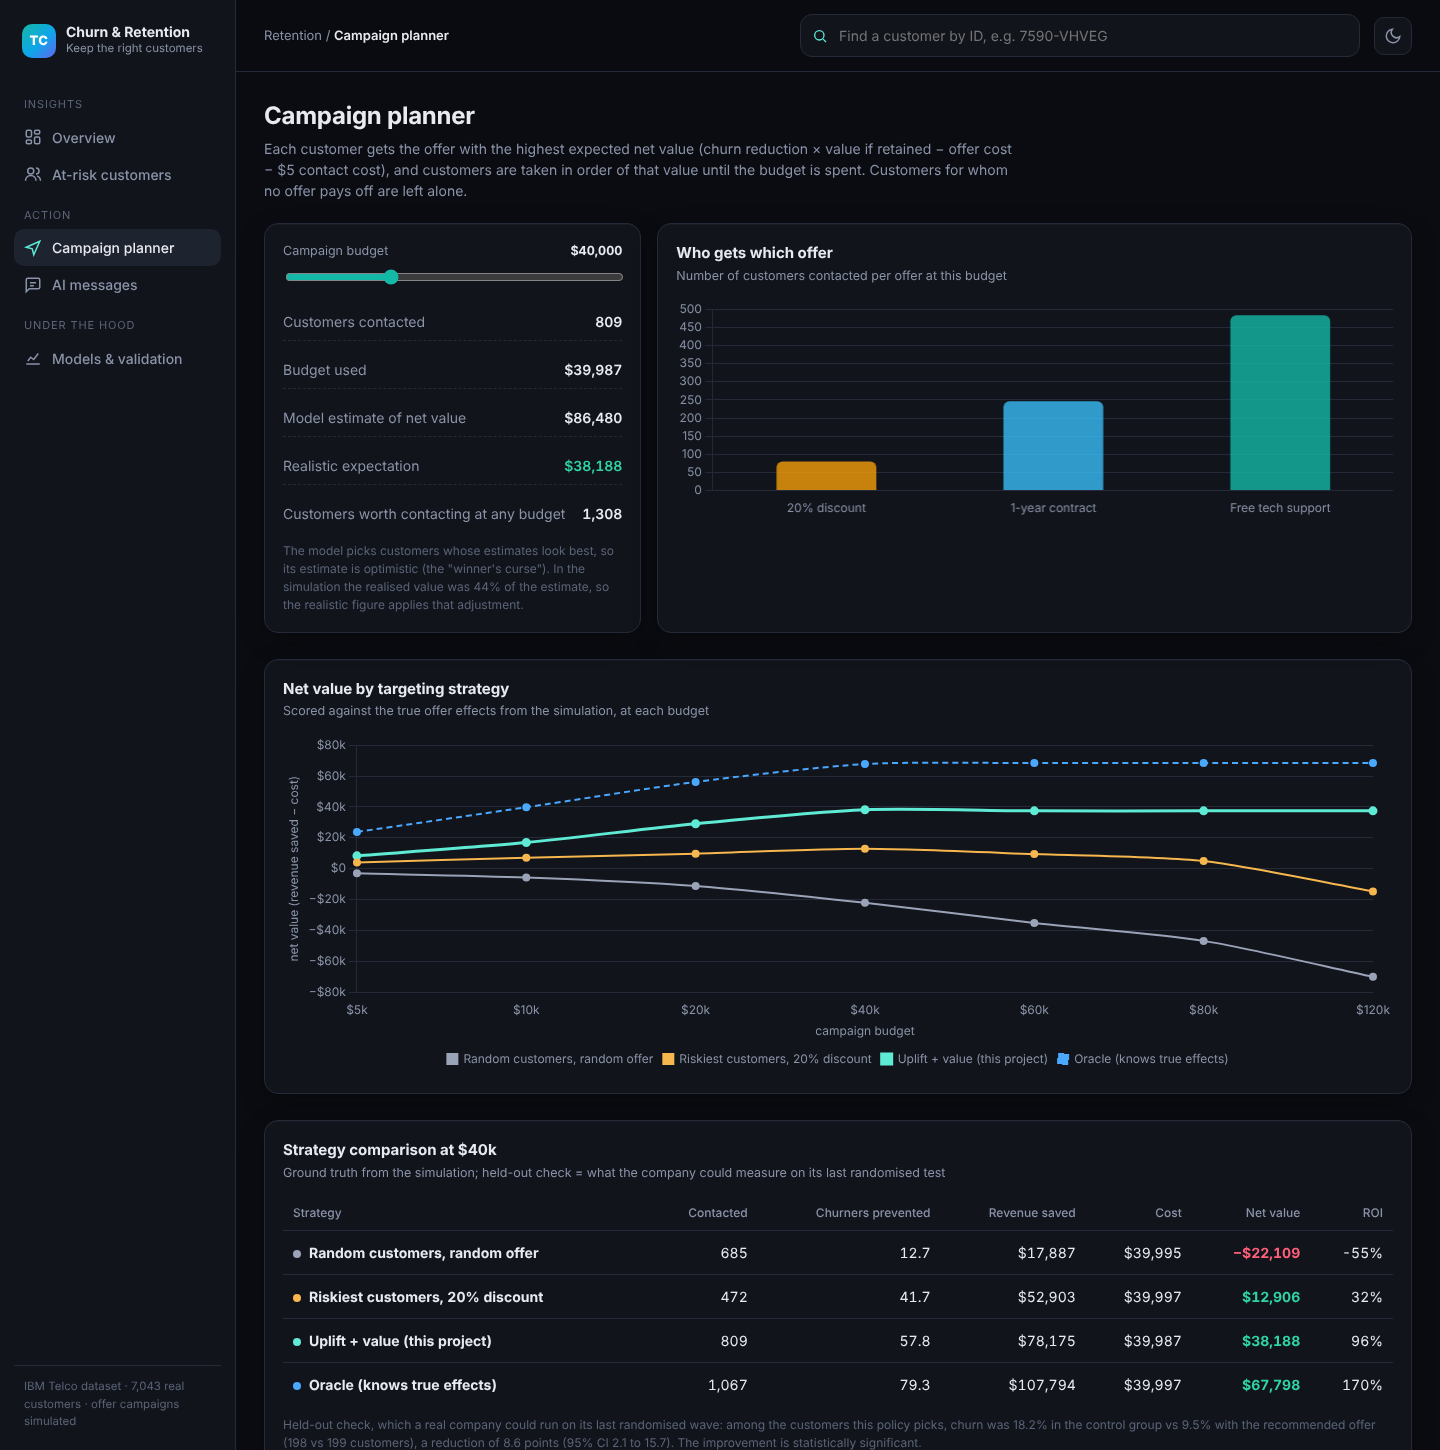 TC
Churn & Retention
Keep the right customers
INSIGHTS
Overview
At-risk customers
ACTION
Campaign planner
AI messages
UNDER THE HOOD
Models & validation
IBM Telco dataset · 7,043 real
customers · offer campaigns
simulated
Retention / Campaign planner
Find a customer by ID, e.g. 7590-VHVEG
Campaign planner
Each customer gets the offer with the highest expected net value (churn reduction × value if retained − offer cost
− $5 contact cost), and customers are taken in order of that value until the budget is spent. Customers for whom
no offer pays off are left alone.
Campaign budget $40,000
Customers contacted 809
Budget used $39,987
Model estimate of net value $86,480
Realistic expectation $38,188
Customers worth contacting at any budget 1,308
The model picks customers whose estimates look best, so
its estimate is optimistic (the "winner's curse"). In the
simulation the realised value was 44% of the estimate, so
the realistic figure applies that adjustment.
Who gets which offer
Number of customers contacted per offer at this budget
500
450
400
350
300
250
200
150
100
50
0
20% discount 1-year contract Free tech support
Net value by targeting strategy
Scored against the true offer effects from the simulation, at each budget
net value (revenue saved − cost)
$80k
$60k
$40k
$20k
$0
−$20k
−$40k
−$60k
−$80k
$5k $10k $20k $40k $60k $80k $120k
campaign budget
Random customers, random offer Riskiest customers, 20% discount Uplift + value (this project) Oracle (knows true effects)
Strategy comparison at $40k
Ground truth from the simulation; held-out check = what the company could measure on its last randomised test
Strategy Contacted Churners prevented Revenue saved Cost Net value ROI
Random customers, random offer 685 12.7 $17,887 $39,995 −$22,109 -55%
Riskiest customers, 20% discount 472 41.7 $52,903 $39,997 $12,906 32%
Uplift + value (this project) 809 57.8 $78,175 $39,987 $38,188 96%
Oracle (knows true effects) 1,067 79.3 $107,794 $39,997 $67,798 170%
Held-out check, which a real company could run on its last randomised wave: among the customers this policy picks, churn was 18.2% in the control group vs 9.5% with the recommended offer
(198 vs 199 customers), a reduction of 8.6 points (95% CI 2.1 to 15.7). The improvement is statistically significant.